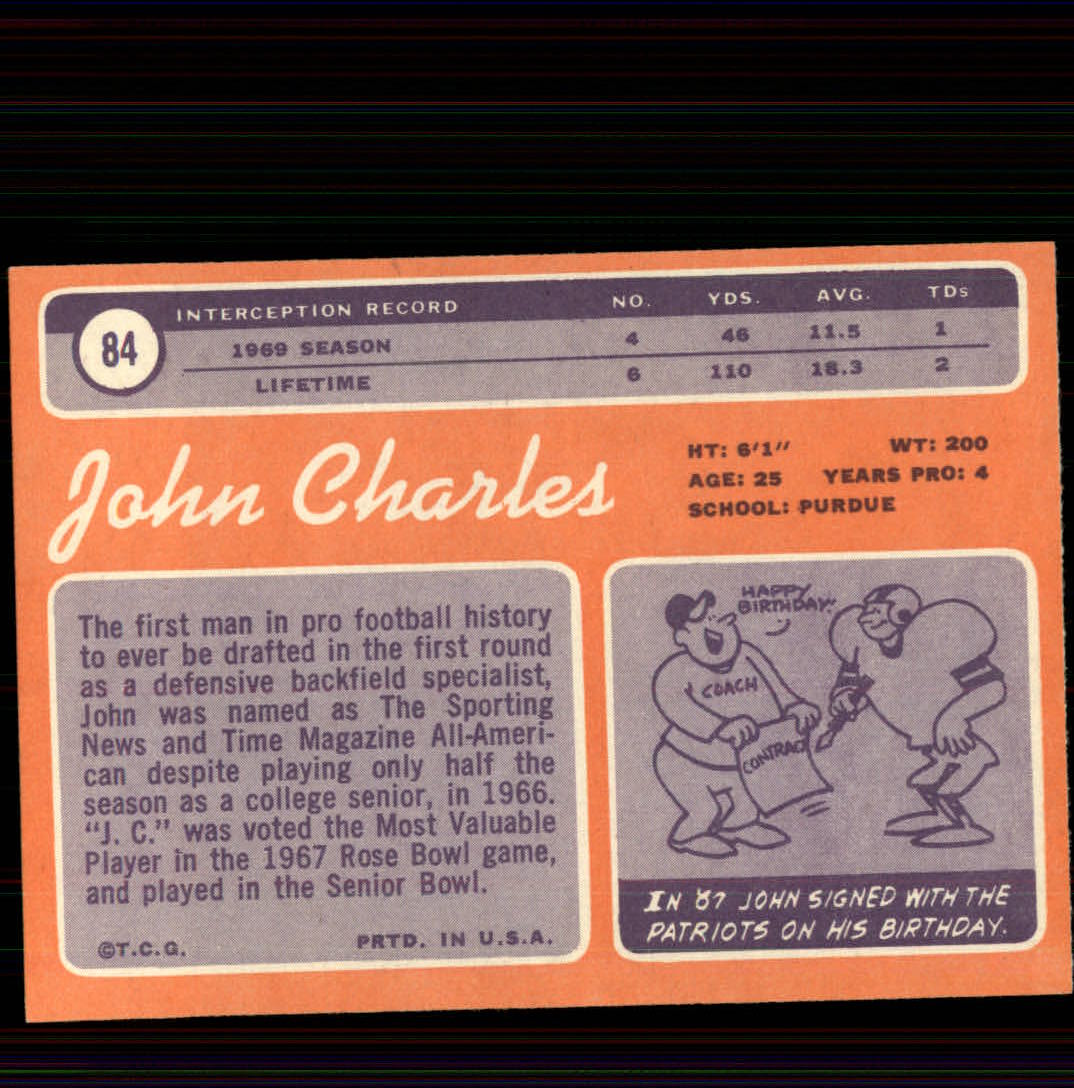 84
INTERCEPTION RECORD NO. YDS. AVG. TDs
1969 SEASON 4 46 11.5 1
LIFETIME 6 110 18.3 2
John Charles
HT: 6'1" WT: 200
AGE: 25 YEARS PRO: 4
SCHOOL: PURDUE
The first man in pro football history
to ever be drafted in the first round
as a defensive backfield specialist,
John was named as The Sporting
News and Time Magazine All-Ameri-
can despite playing only half the
season as a college senior, in 1966.
"J. C." was voted the Most Valuable
Player in the 1967 Rose Bowl game,
and played in the Senior Bowl.
©T.C.G. PRTD. IN U.S.A.
HAPPY
BIRTHDAY!
COACH
CONTRACT
IN 67 JOHN SIGNED WITH THE
PATRIOTS ON HIS BIRTHDAY.